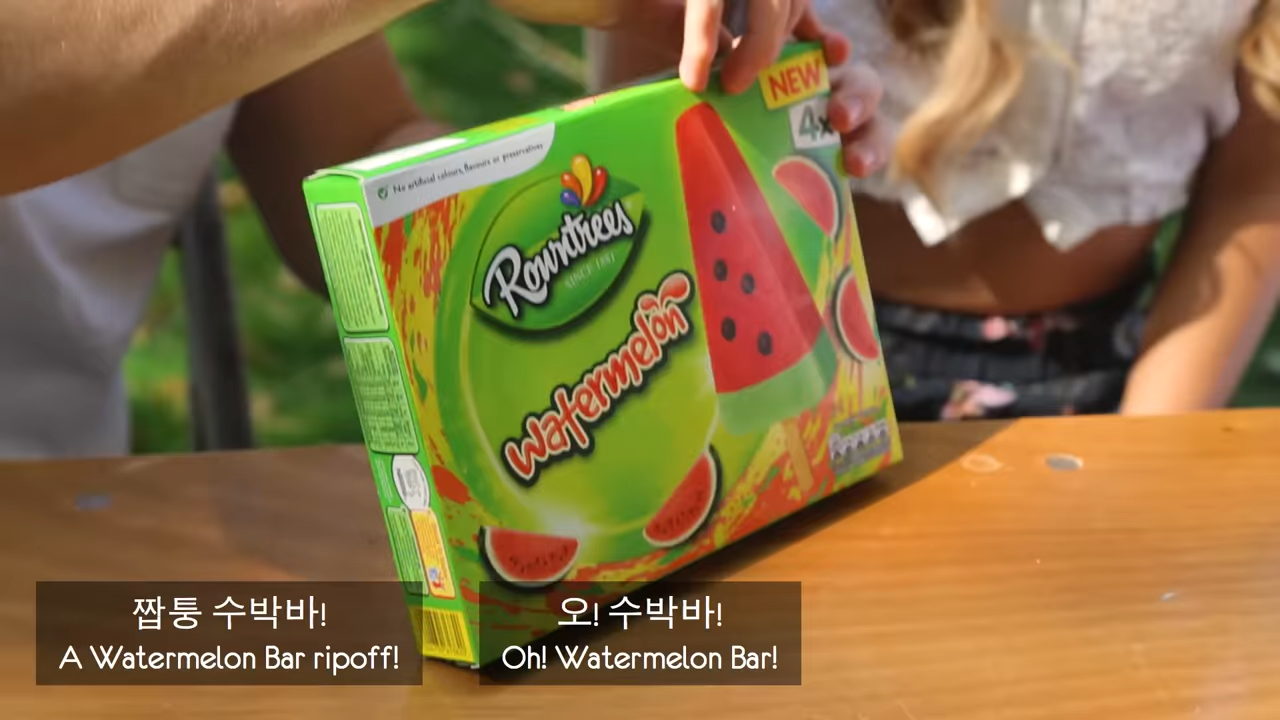 NEW
4x
No artificial colours, flavours or preservatives
Rowntrees
SINCE 1881
watermelon
짭퉁 수박바!
A Watermelon Bar ripoff!
오! 수박바!
Oh! Watermelon Bar!